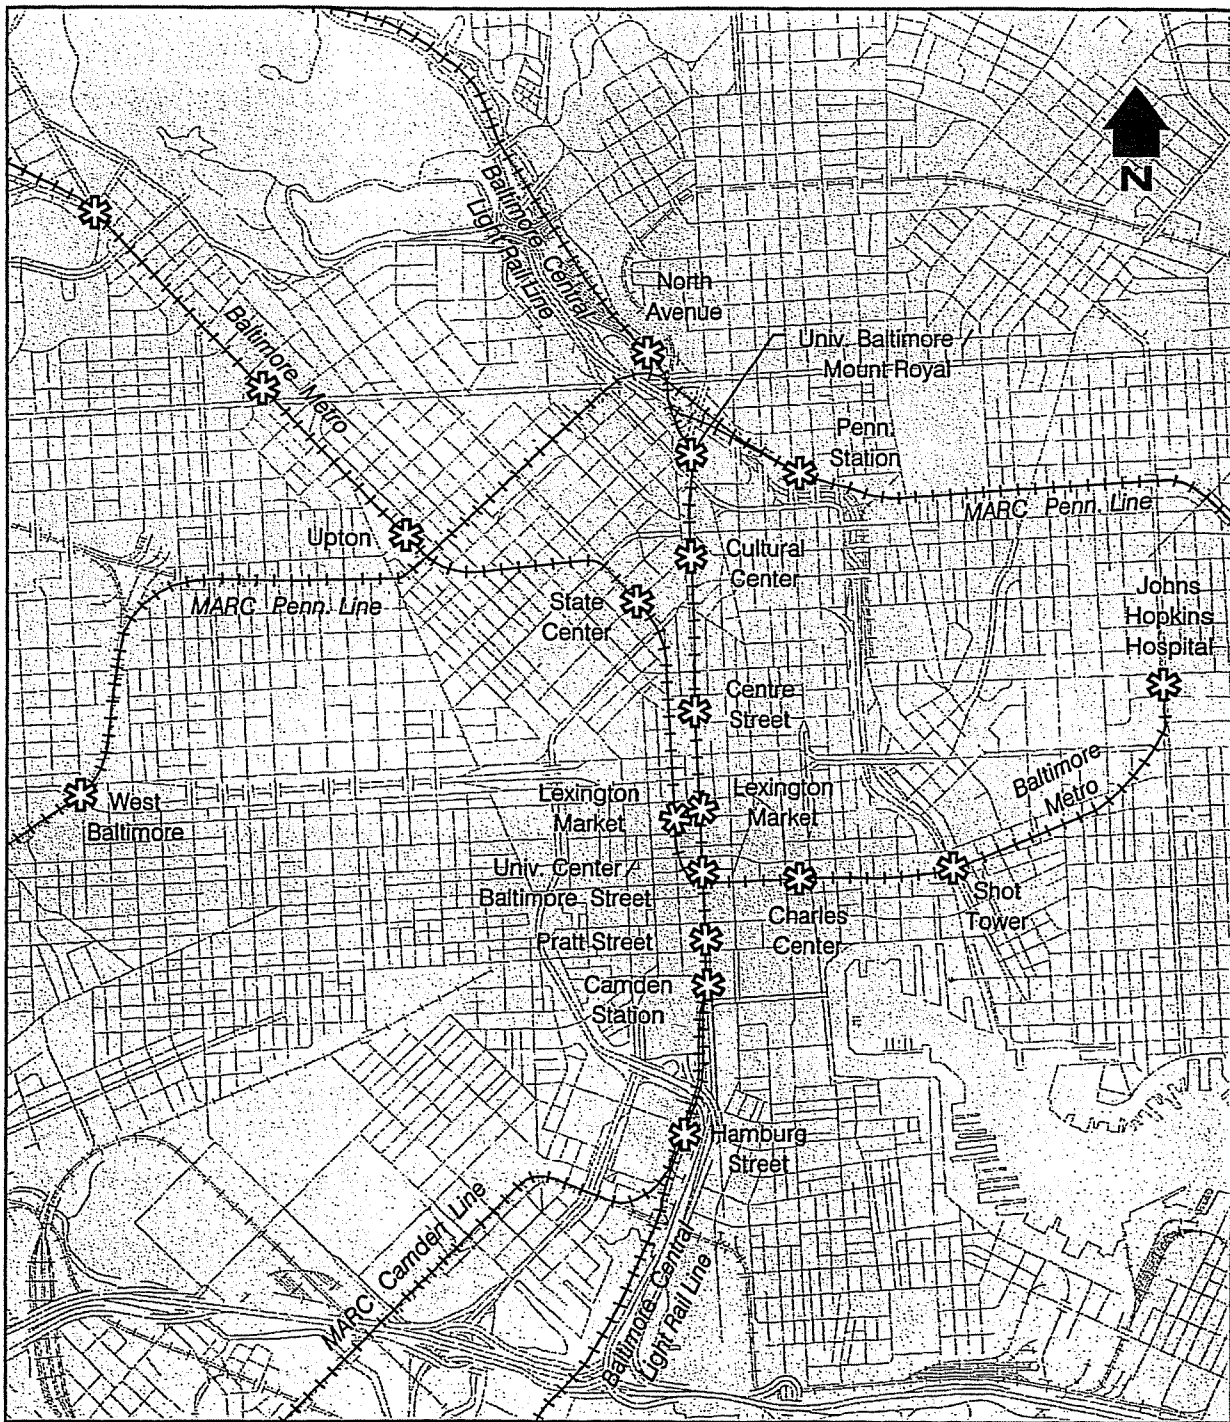 N
Baltimore Central
Light Rail Line
North
Avenue
Univ. Baltimore /
Mount Royal
Baltimore Metro
Penn.
Station
MARC Penn. Line
Upton
Cultural
Center
MARC Penn. Line
State
Center
Johns
Hopkins
Hospital
Centre
Street
Baltimore
Metro
West
Baltimore
Lexington
Market
Lexington
Market
Univ. Center /
Baltimore Street
Shot
Tower
Charles
Center
Pratt Street
Camden
Station
Hamburg
Street
MARC Camden Line
Baltimore Central
Light Rail Line